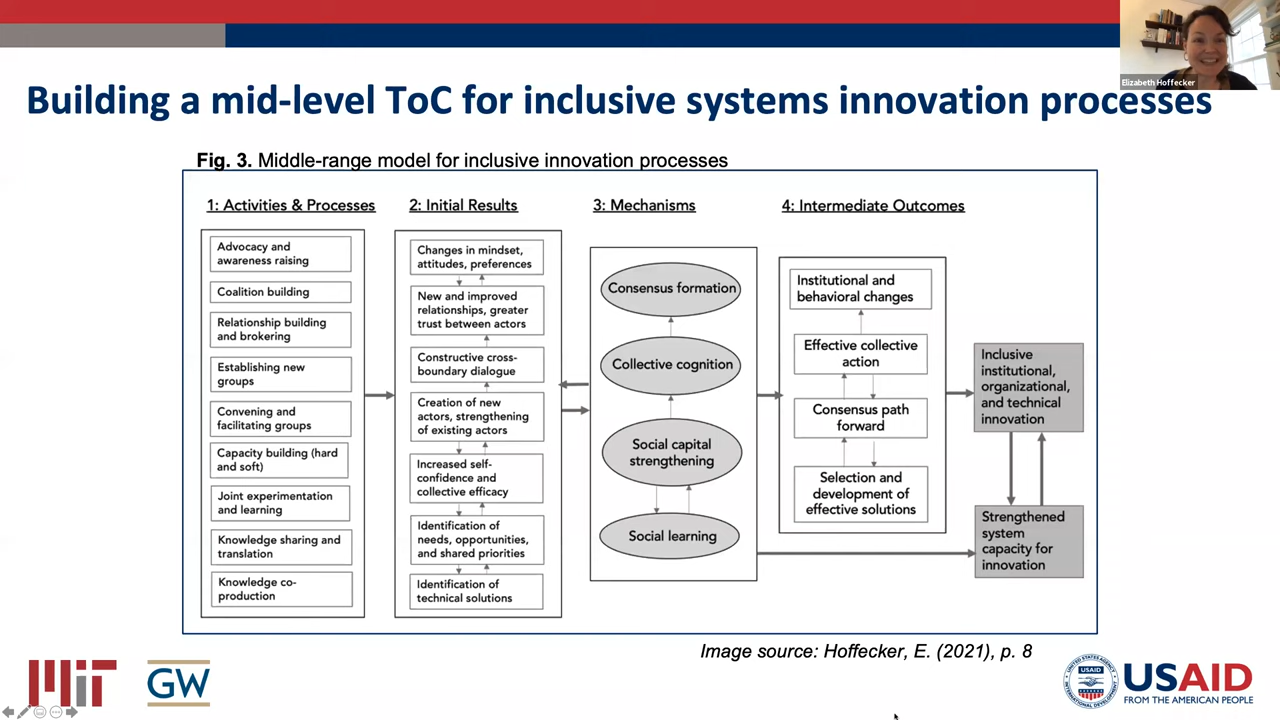 Elizabeth Hoffecker
Building a mid-level ToC for inclusive systems innovation processes
Fig. 3. Middle-range model for inclusive innovation processes
1: Activities & Processes
Advocacy and
awareness raising
Coalition building
Relationship building
and brokering
Establishing new
groups
Convening and
facilitating groups
Capacity building (hard
and soft)
Joint experimentation
and learning
Knowledge sharing and
translation
Knowledge co-
production
2: Initial Results
Changes in mindset,
attitudes, preferences
New and improved
relationships, greater
trust between actors
Constructive cross-
boundary dialogue
Creation of new
actors, strengthening
of existing actors
Increased self-
confidence and
collective efficacy
Identification of
needs, opportunities,
and shared priorities
Identification of
technical solutions
3: Mechanisms
Consensus formation
Collective cognition
Social capital
strengthening
Social learning
4: Intermediate Outcomes
Institutional and
behavioral changes
Effective collective
action
Consensus path
forward
Selection and
development of
effective solutions
Inclusive
institutional,
organizational,
and technical
innovation
Strengthened
system
capacity for
innovation
Image source: Hoffecker, E. (2021), p. 8
MIT
GW
UNITED STATES AGENCY
INTERNATIONAL DEVELOPMENT
USAID
USAID
FROM THE AMERICAN PEOPLE